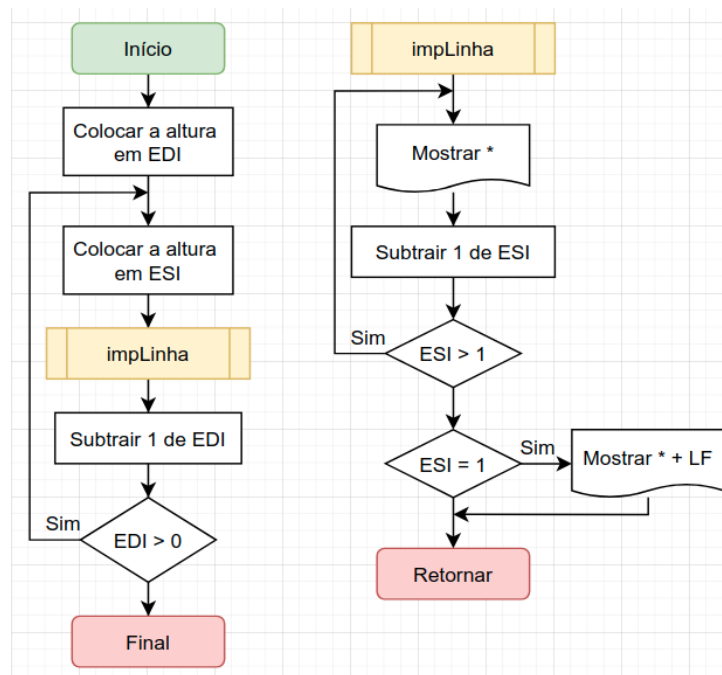 Início
Colocar a altura
em EDI
Colocar a altura
em ESI
impLinha
Subtrair 1 de EDI
Sim
EDI > 0
Final
impLinha
Mostrar *
Subtrair 1 de ESI
Sim
ESI > 1
ESI = 1
Sim
Mostrar * + LF
Retornar